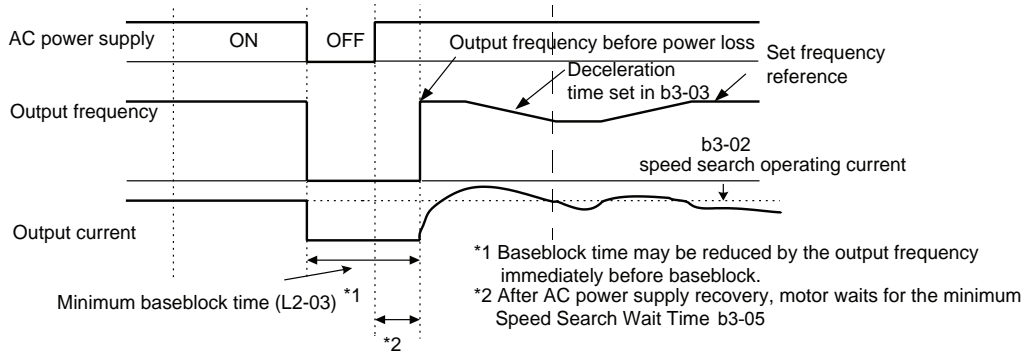 AC power supply
ON
OFF
Output frequency before power loss
Set frequency
reference
Deceleration
time set in b3-03
Output frequency
b3-02
speed search operating current
Output current
*1 Baseblock time may be reduced by the output frequency
immediately before baseblock.
Minimum baseblock time (L2-03) *1
*2 After AC power supply recovery, motor waits for the minimum
Speed Search Wait Time b3-05
*2